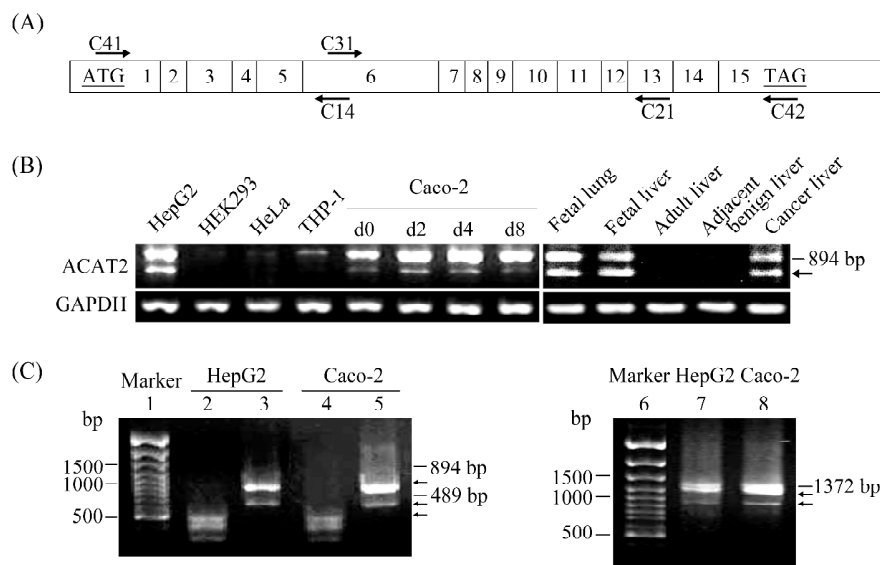 (A)
C41 C31
ATG 1 2 3 4 5 6 7 8 9 10 11 12 13 14 15 TAG
C14 C21 C42
(B)
HepG2 HEK293 HeLa THP-1 Caco-2 Fetal lung Fetal liver Adult liver Adjacent benign liver Cancer liver
d0 d2 d4 d8
ACAT2 894 bp
GAPDII
(C)
Marker HepG2 Caco-2 Marker HepG2 Caco-2
1 2 3 4 5 6 7 8
bp bp
1500 894 bp 1500 1372 bp
1000 489 bp 1000
500 500